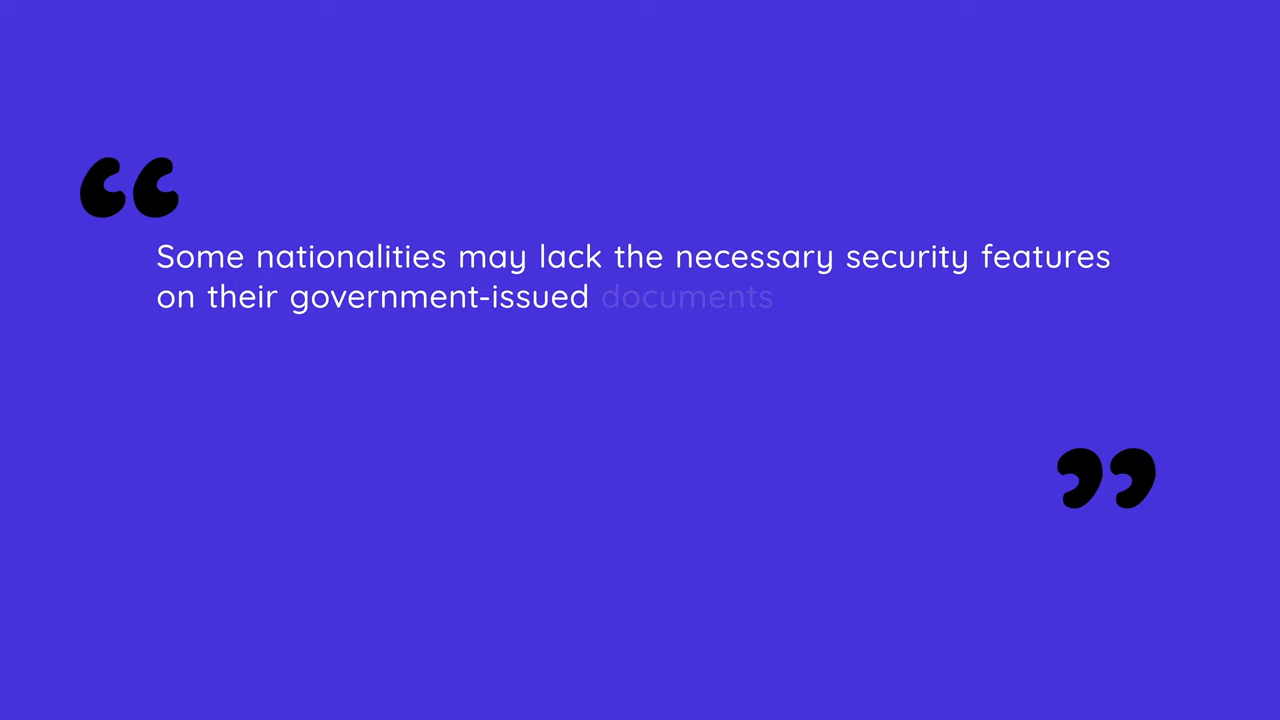 “
Some nationalities may lack the necessary security features
on their government-issued documents
”